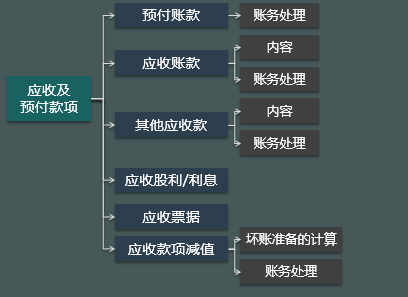 应收及
预付款项
预付账款
账务处理
应收账款
内容
账务处理
其他应收款
内容
账务处理
应收股利/利息
应收票据
应收款项减值
坏账准备的计算
账务处理